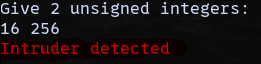 Give 2 unsigned integers:
16 256
Intruder detected